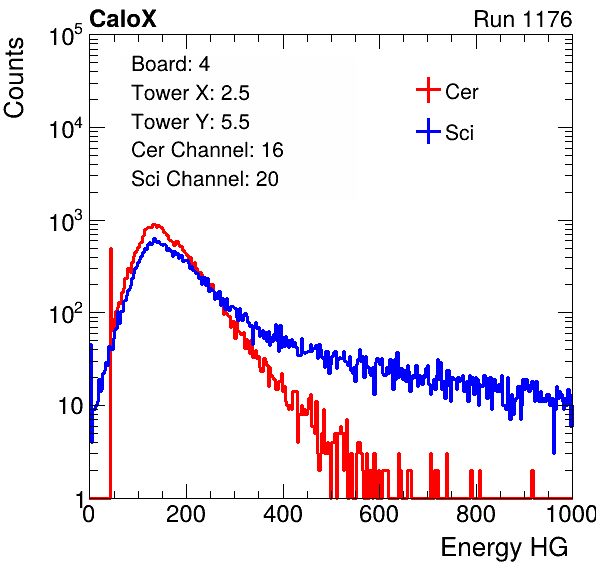 CaloX Run 1176
Counts
10^5
10^4
10^3
10^2
10
1
Board: 4
Tower X: 2.5
Tower Y: 5.5
Cer Channel: 16
Sci Channel: 20
Cer
Sci
0 200 400 600 800 1000
Energy HG